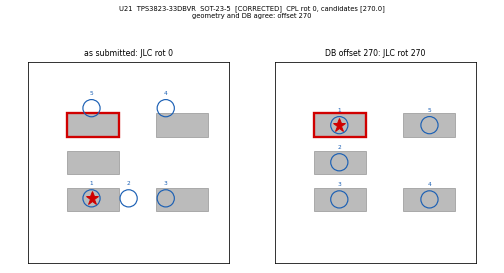 U21 TPS3823-33DBVR SOT-23-5 [CORRECTED] CPL rot 0, candidates [270.0]
geometry and DB agree: offset 270
as submitted: JLC rot 0
5
4
1
2
3
DB offset 270: JLC rot 270
1
5
2
3
4